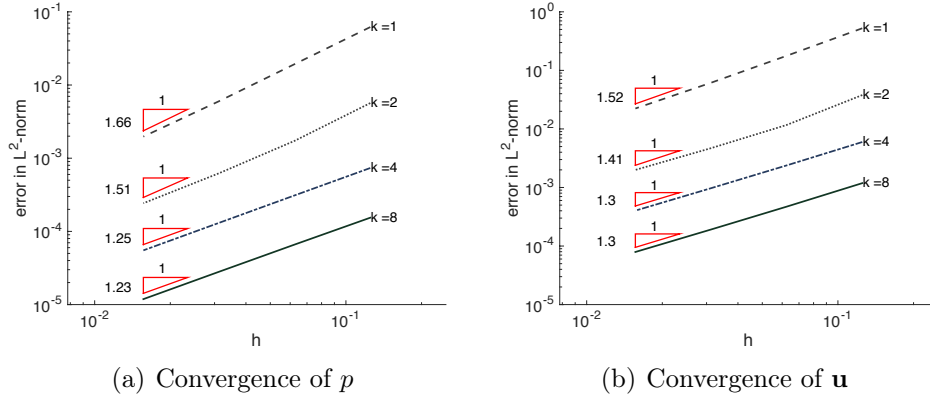 10^-1
10^-2
10^-3
10^-4
10^-5
error in L^2-norm
k =1
k =2
k =4
k =8
1
1.66
1
1.51
1
1.25
1
1.23
10^-2
10^-1
h
(a) Convergence of p
10^0
10^-1
10^-2
10^-3
10^-4
10^-5
error in L^2-norm
k =1
k =2
k =4
k =8
1
1.52
1
1.41
1
1.3
1
1.3
10^-2
10^-1
h
(b) Convergence of u